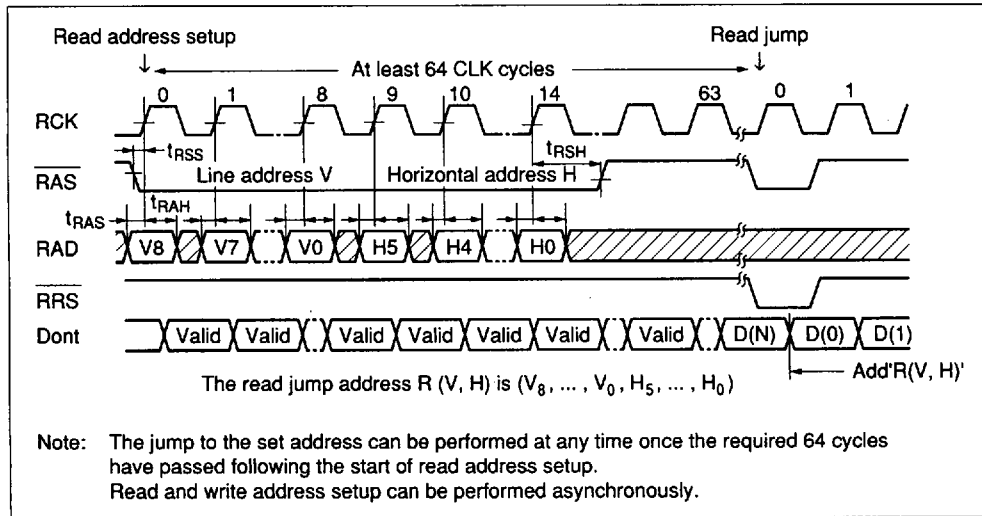 Read address setup
Read jump
At least 64 CLK cycles
0 1 8 9 10 14 63 0 1
RCK
tRSS
tRSH
RAS
Line address V
Horizontal address H
tRAS
tRAH
RAD
V8 V7 V0 H5 H4 H0
RRS
Dont
Valid Valid Valid Valid Valid Valid Valid D(N) D(0) D(1)
Add'R(V, H)'
The read jump address R (V, H) is (V8, ... , V0, H5, ... , H0)
Note: The jump to the set address can be performed at any time once the required 64 cycles
have passed following the start of read address setup.
Read and write address setup can be performed asynchronously.